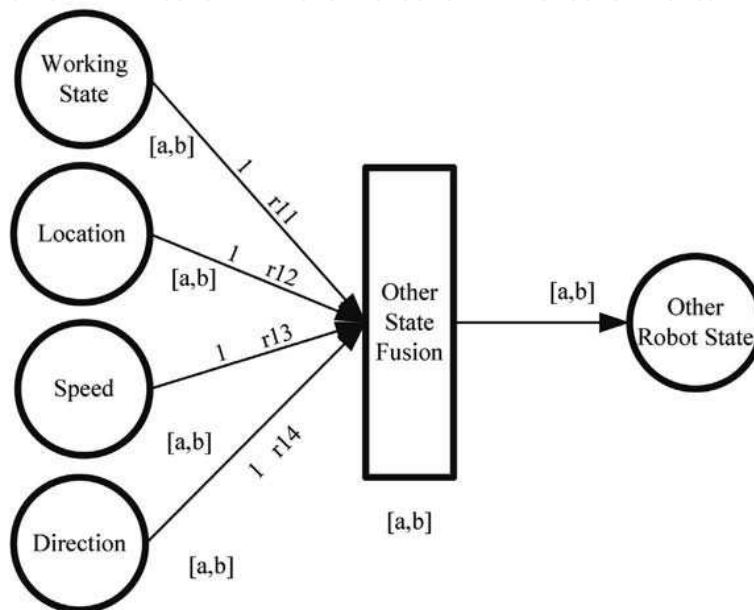 Working
State
[a,b]
1 r11
Location
[a,b]
1 r12
Speed
1 r13
[a,b]
Direction
1 r14
[a,b]
Other
State
Fusion
[a,b]
[a,b]
Other
Robot State